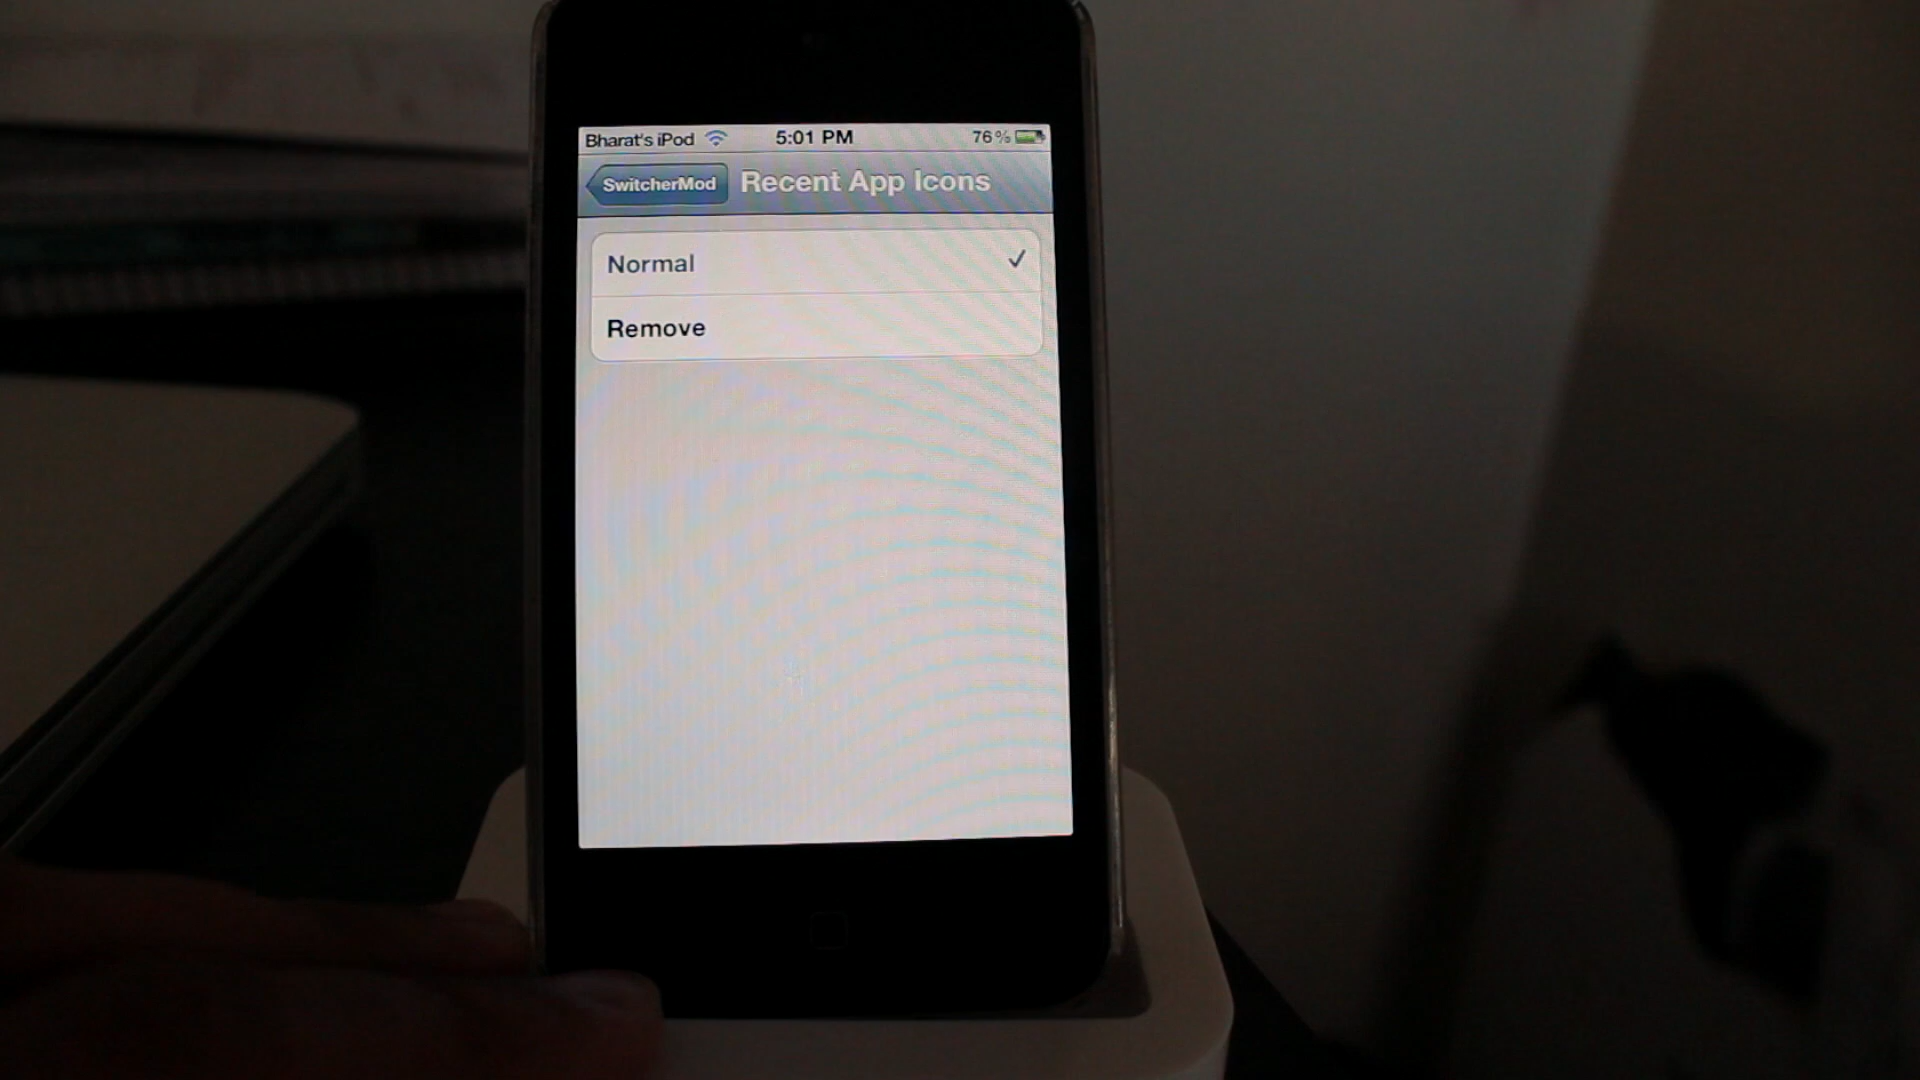 Bharat's iPod 5:01 PM 76%
SwitcherMod Recent App Icons
Normal
Remove